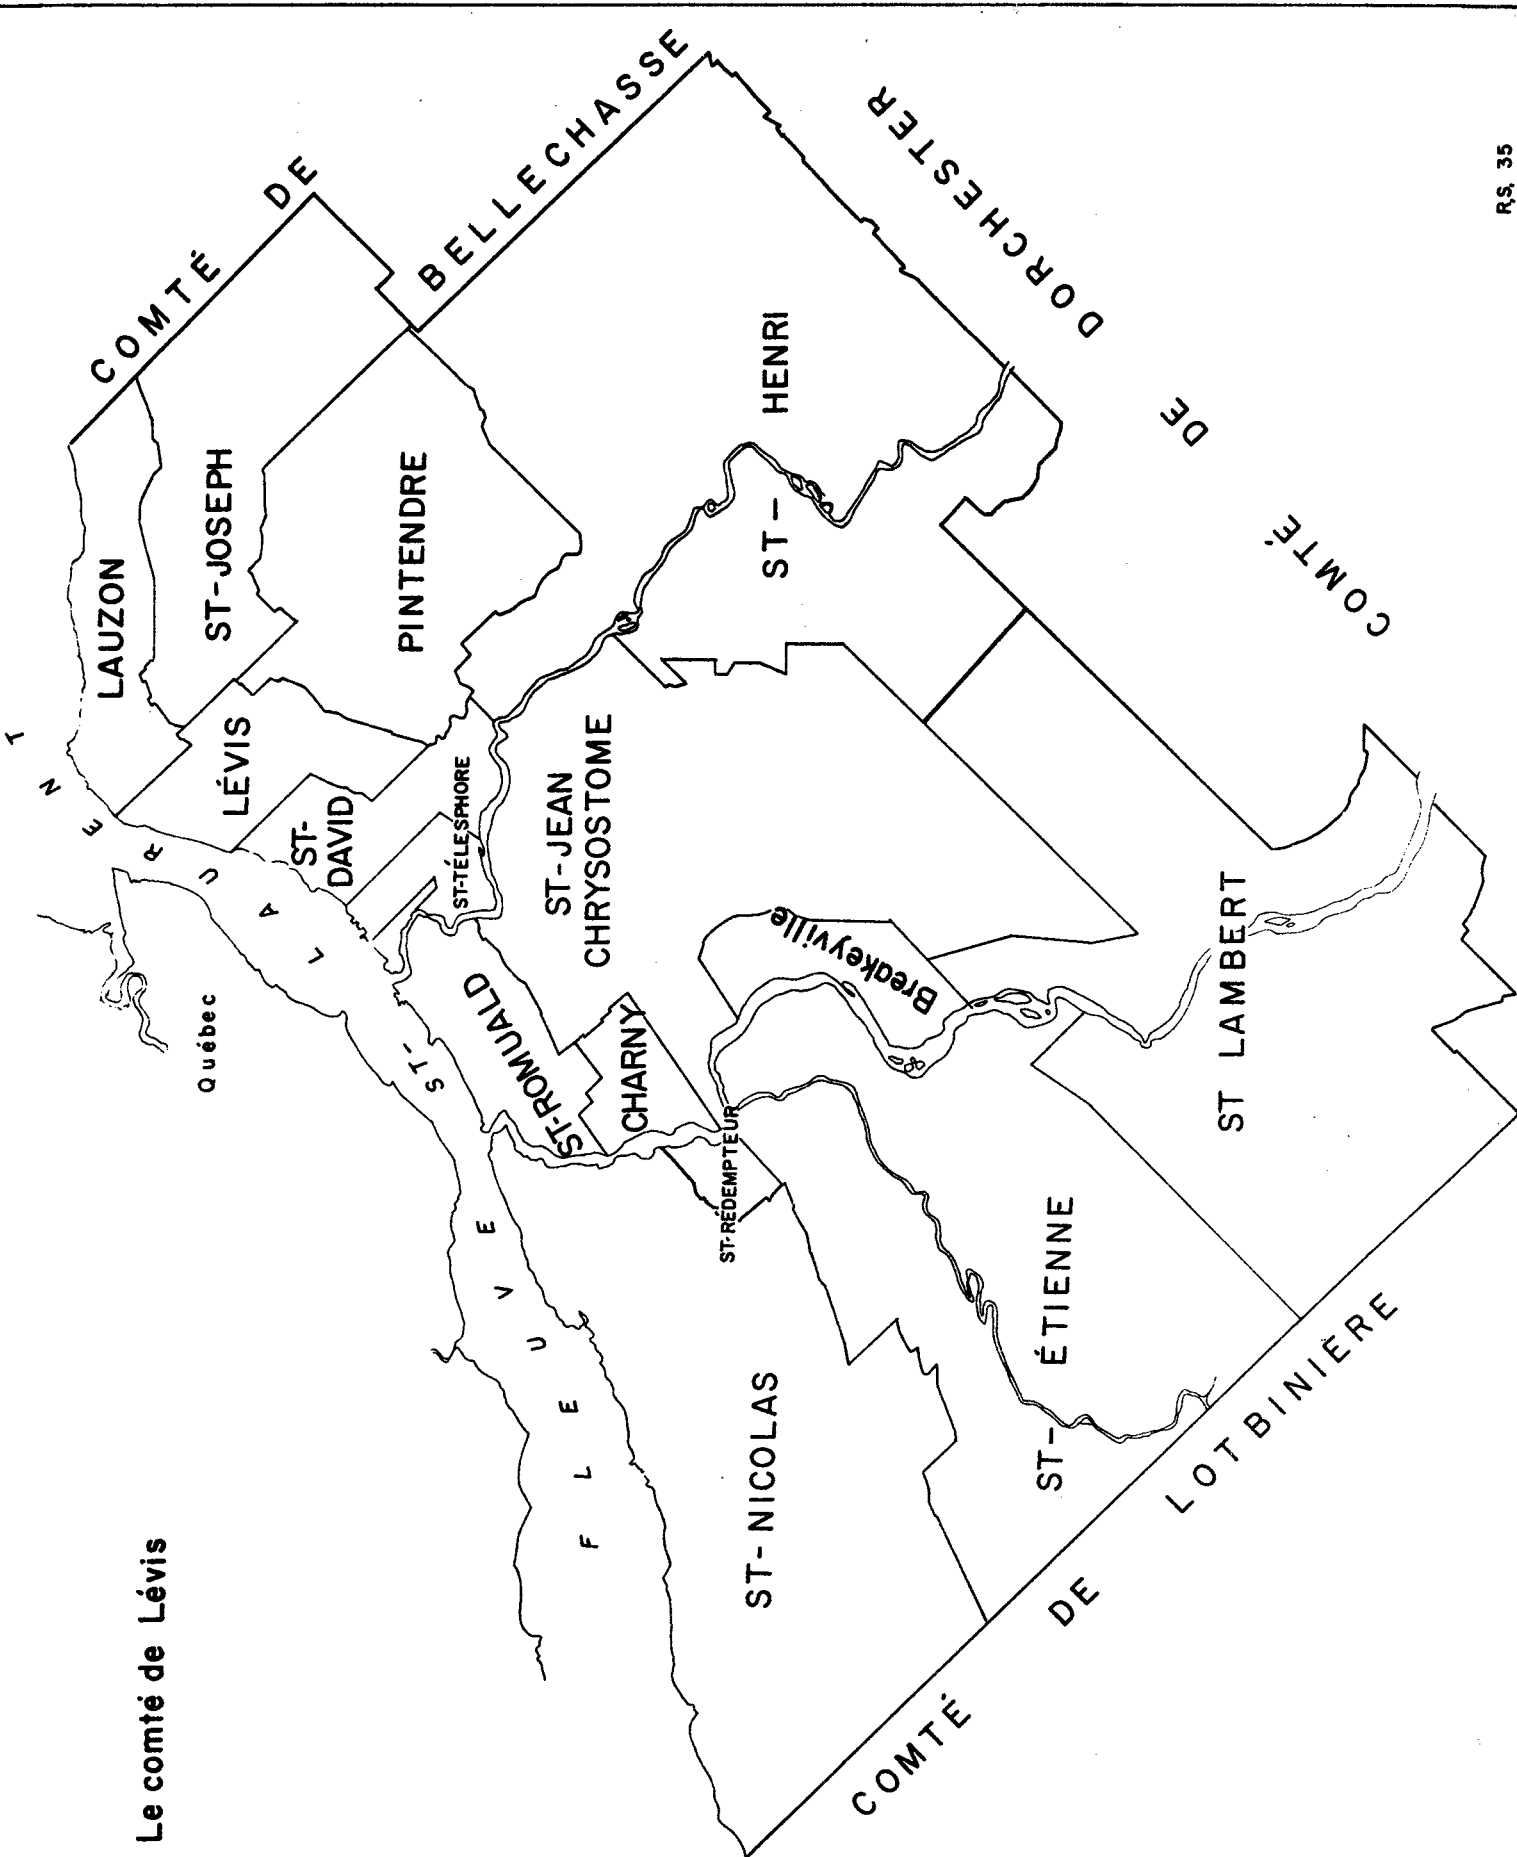 Le comté de Lévis
Québec
FLEUVE ST-LAURENT
COMTÉ DE BELLECHASSE
LAUZON
ST-JOSEPH
LÉVIS
PINTENDRE
ST-
DAVID
ST-TÉLESPHORE
ST-JEAN
CHRYSOSTOME
ST-ROMUALD
CHARNY
ST-RÉDEMPTEUR
Breakeyville
ST-HENRI
ST-NICOLAS
ST-ÉTIENNE
ST LAMBERT
COMTÉ DE LOTBINIÈRE
COMTÉ DE DORCHESTER
R.S. 35